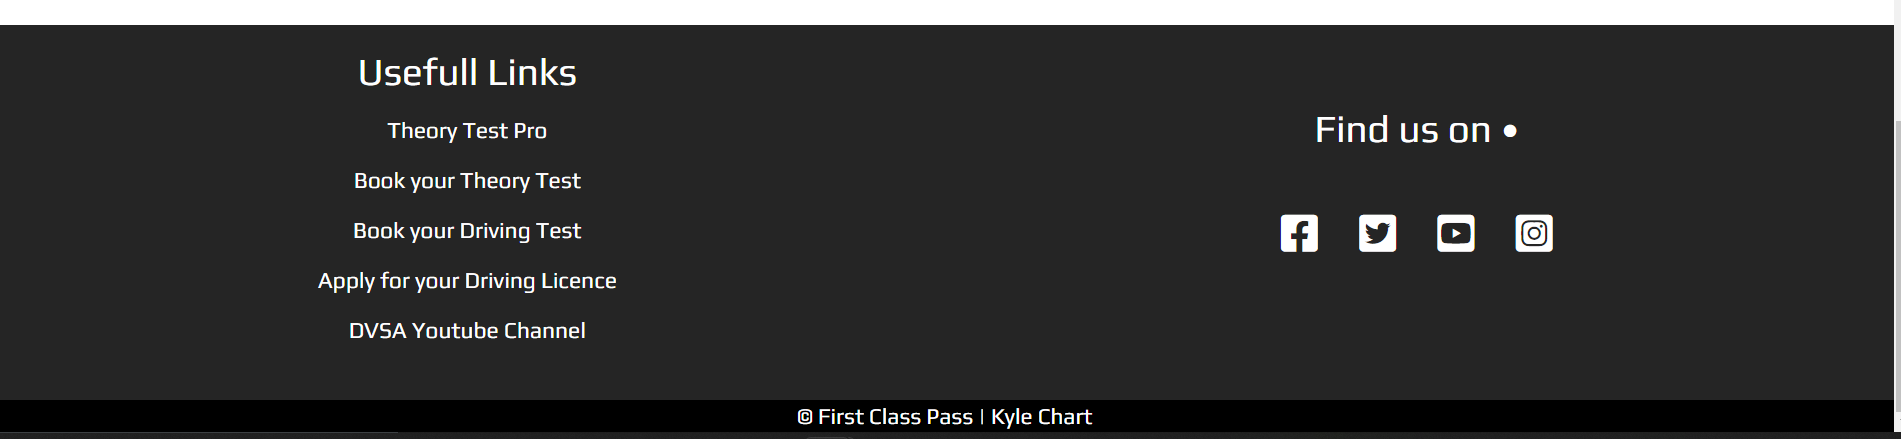 Usefull Links
Theory Test Pro
Book your Theory Test
Book your Driving Test
Apply for your Driving Licence
DVSA Youtube Channel
Find us on •
© First Class Pass | Kyle Chart